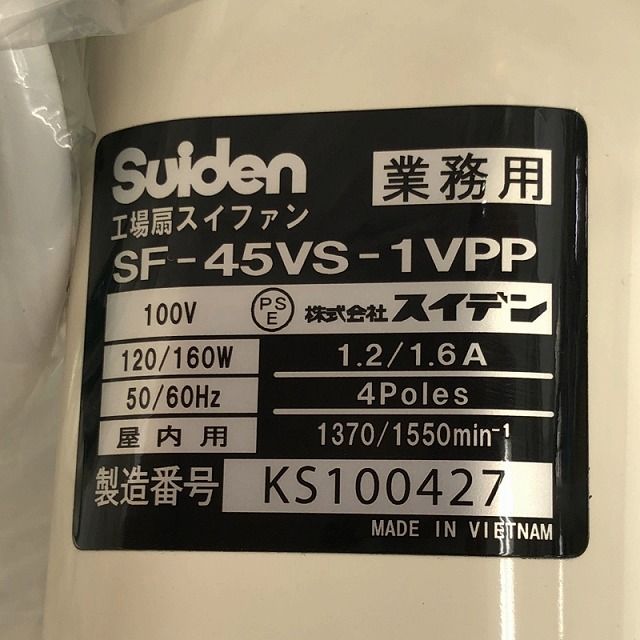 Suiden 業務用
工場扇スイファン
SF-45VS-1VPP
100V PSE 株式会社スイデン
120/160W 1.2/1.6A
50/60Hz 4Poles
屋内用 1370/1550min⁻¹
製造番号 KS100427
MADE IN VIETNAM